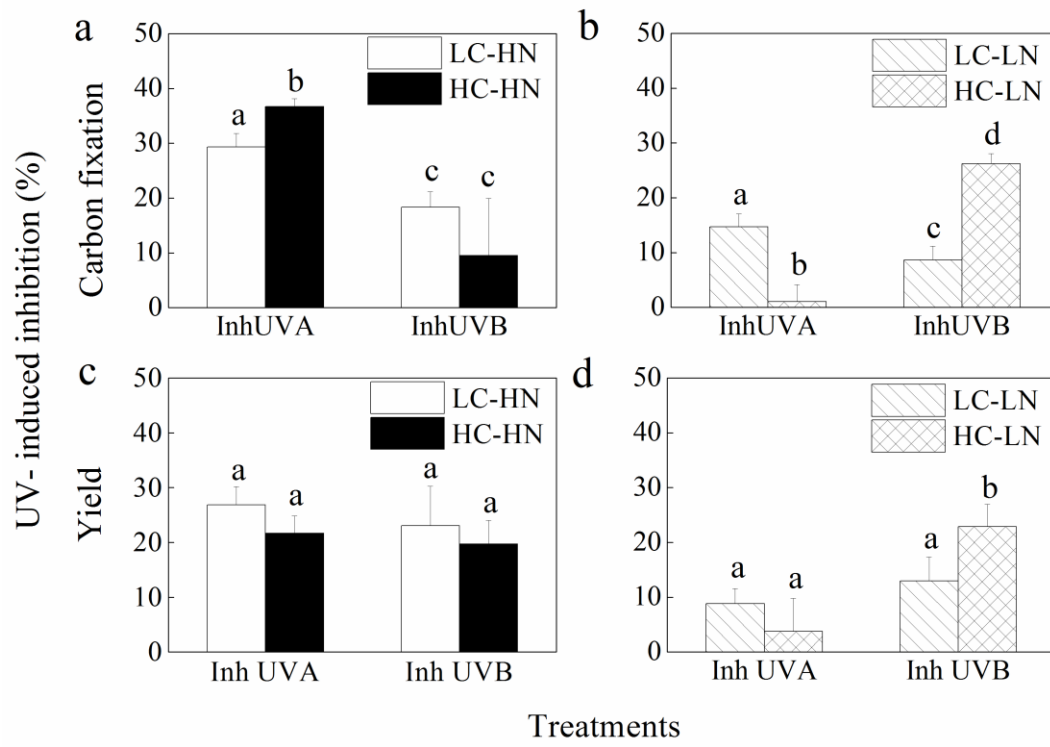 UV- induced inhibition (%)
Carbon fixation
Yield
a
50
40
30
20
10
0
LC-HN
HC-HN
a
b
c
c
InhUVA
InhUVB
b
50
40
30
20
10
0
LC-LN
HC-LN
a
b
c
d
InhUVA
InhUVB
c
50
40
30
20
10
0
LC-HN
HC-HN
a
a
a
a
Inh UVA
Inh UVB
d
50
40
30
20
10
0
LC-LN
HC-LN
a
a
a
b
Inh UVA
Inh UVB
Treatments